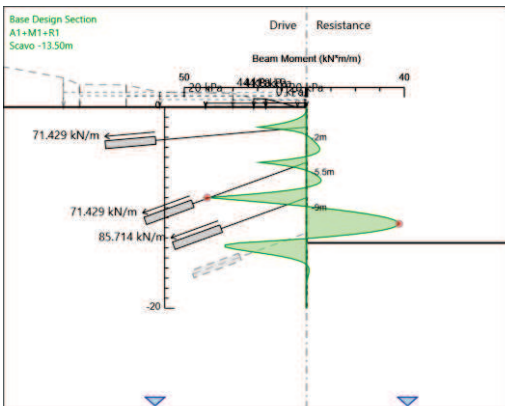 Base Design Section
A1+M1+R1
Scavo -13.50m
Drive
Resistance
Beam Moment (kN*m/m)
50
40
20 kPa
0
71.429 kN/m
-2m
-5.5m
-9m
71.429 kN/m
85.714 kN/m
-20